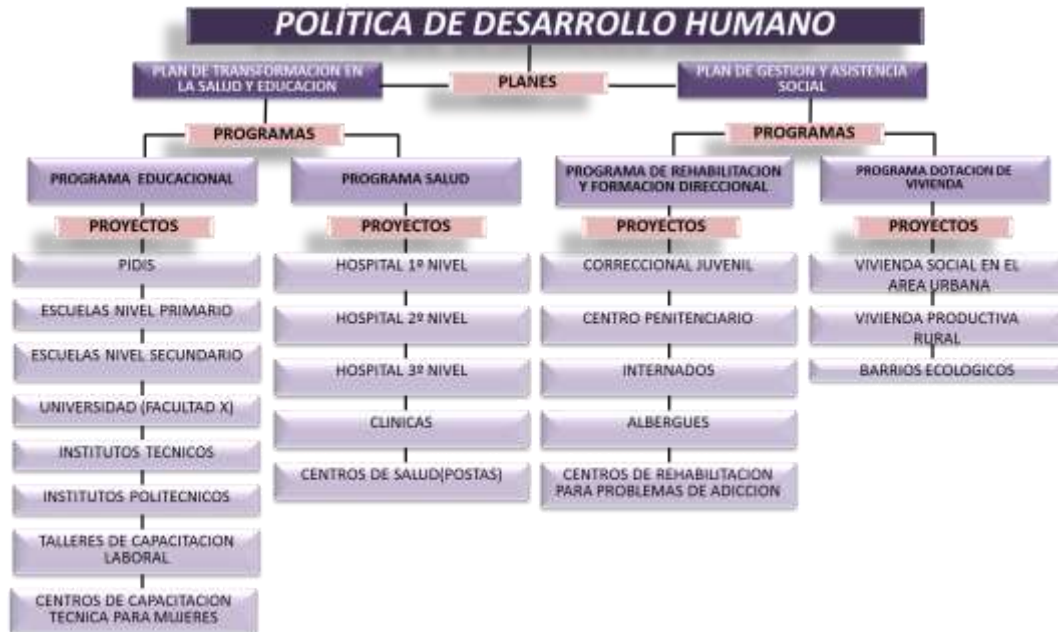 POLÍTICA DE DESARROLLO HUMANO
PLAN DE TRANSFORMACION EN
LA SALUD Y EDUCACION
PLANES
PLAN DE GESTION Y ASISTENCIA
SOCIAL
PROGRAMAS
PROGRAMAS
PROGRAMA EDUCACIONAL
PROGRAMA SALUD
PROGRAMA DE REHABILITACION
Y FORMACION DIRECCIONAL
PROGRAMA DOTACION DE
VIVIENDA
PROYECTOS
PROYECTOS
PROYECTOS
PROYECTOS
PIDIS
ESCUELAS NIVEL PRIMARIO
ESCUELAS NIVEL SECUNDARIO
UNIVERSIDAD (FACULTAD X)
INSTITUTOS TECNICOS
INSTITUTOS POLITECNICOS
TALLERES DE CAPACITACION
LABORAL
CENTROS DE CAPACITACION
TECNICA PARA MUJERES
HOSPITAL 1º NIVEL
HOSPITAL 2º NIVEL
HOSPITAL 3º NIVEL
CLINICAS
CENTROS DE SALUD(POSTAS)
CORRECCIONAL JUVENIL
CENTRO PENITENCIARIO
INTERNADOS
ALBERGUES
CENTROS DE REHABILITACION
PARA PROBLEMAS DE ADICCION
VIVIENDA SOCIAL EN EL
AREA URBANA
VIVIENDA PRODUCTIVA
RURAL
BARRIOS ECOLOGICOS